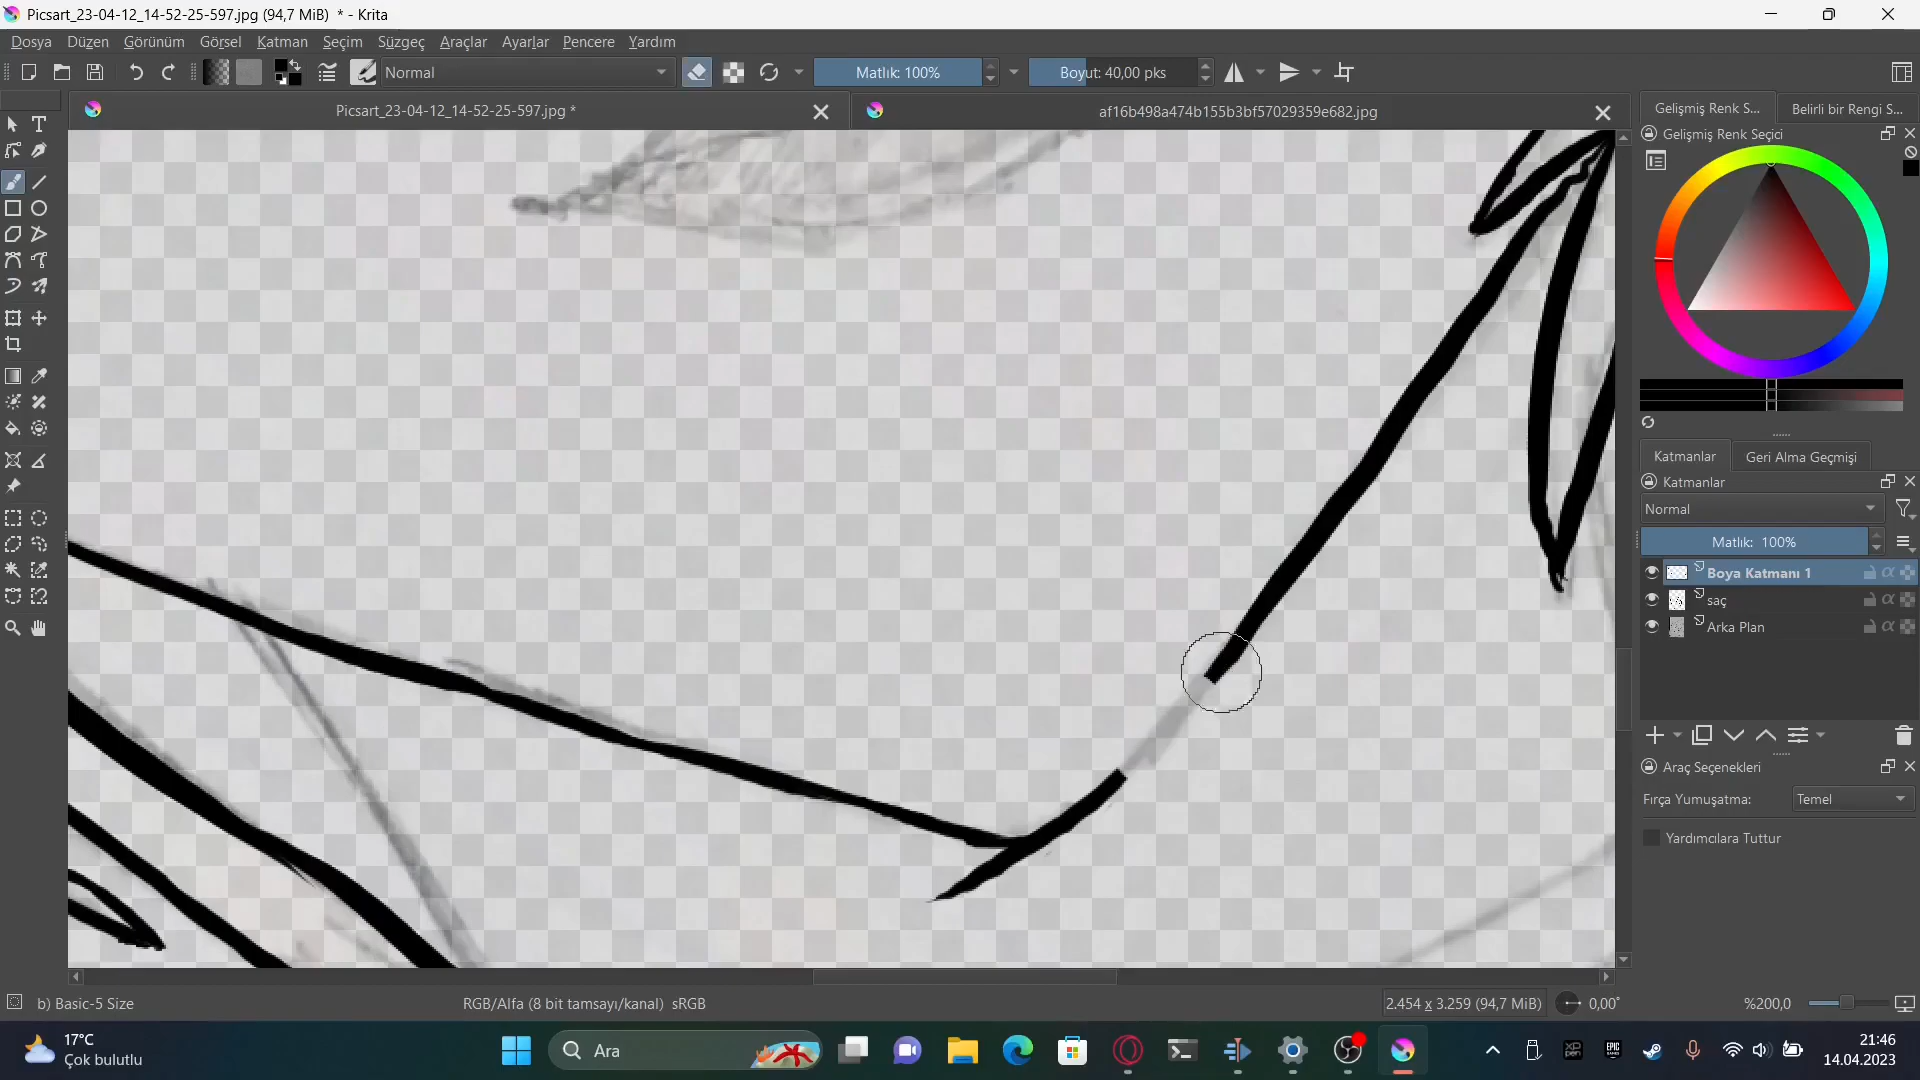 Picsart_23-04-12_14-52-25-597.jpg (94,7 MiB)  * - Krita
Dosya Düzen Görünüm Görsel Katman Seçim Süzgeç Araçlar Ayarlar Pencere Yardım
Normal
Matlık: 100%
Boyut: 40,00 pks
Picsart_23-04-12_14-52-25-597.jpg *
af16b498a474b155b3bf57029359e682.jpg
Gelişmiş Renk S...
Belirli bir Rengi S...
Gelişmiş Renk Seçici
Katmanlar
Geri Alma Geçmişi
Katmanlar
Normal
Matlık: 100%
Boya Katmanı 1
saç
Arka Plan
Araç Seçenekleri
Fırça Yumuşatma:
Temel
Yardımcılara Tuttur
b) Basic-5 Size
RGB/Alfa (8 bit tamsayı/kanal)  sRGB
2.454 x 3.259 (94,7 MiB)
0,00°
%200,0
17°C
Çok bulutlu
Ara
XP PEN
EPIC GAMES
21:46
14.04.2023